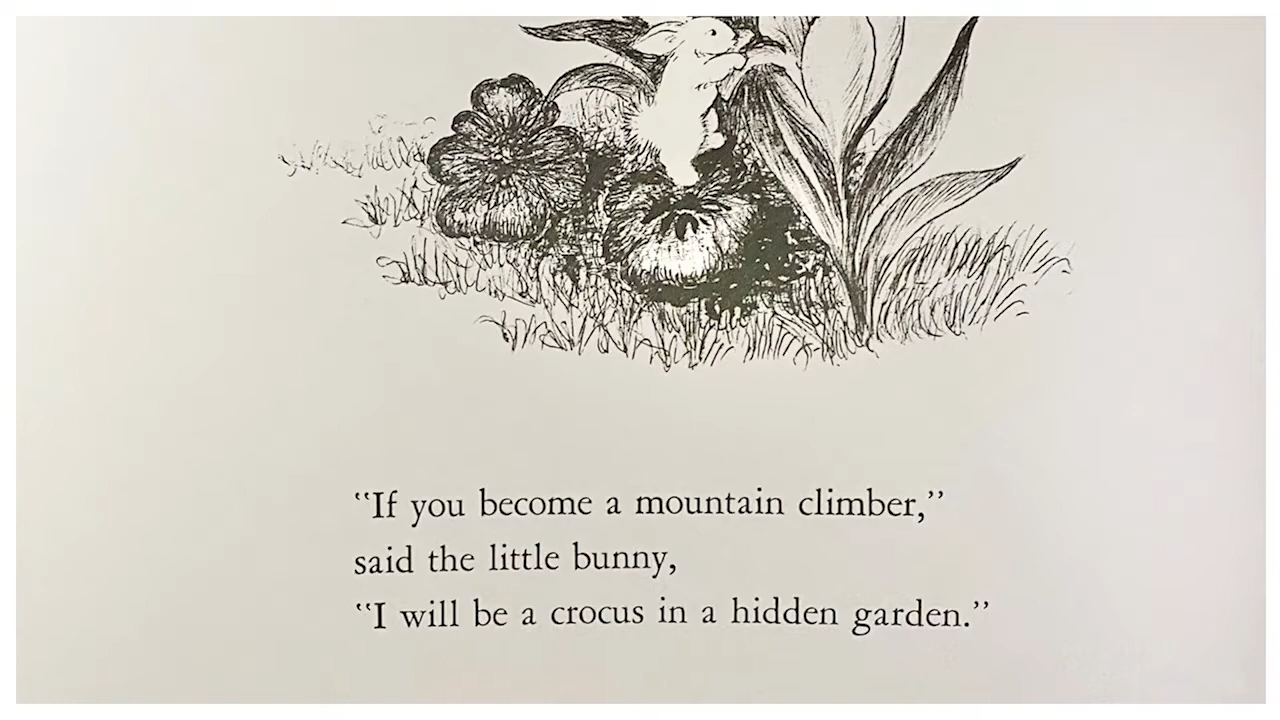 “If you become a mountain climber,”
said the little bunny,
“I will be a crocus in a hidden garden.”